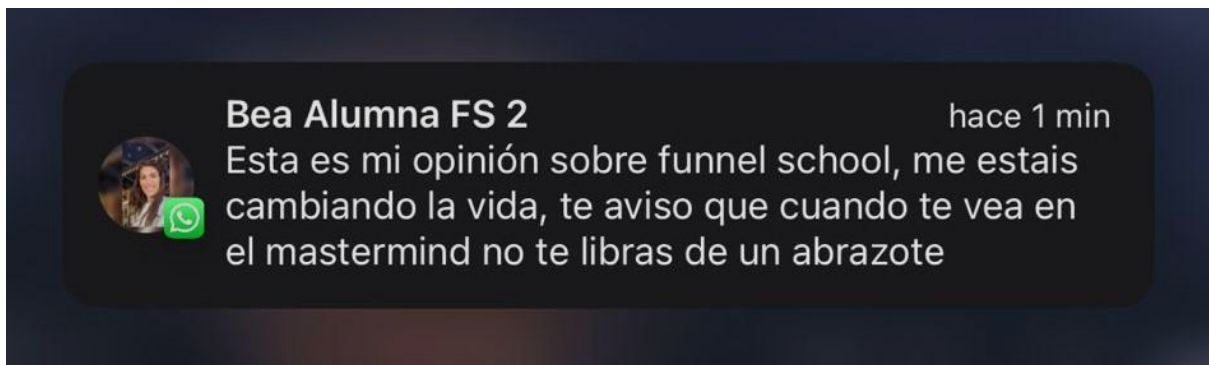 Bea Alumna FS 2
hace 1 min
Esta es mi opinión sobre funnel school, me estais
cambiando la vida, te aviso que cuando te vea en
el mastermind no te libras de un abrazote